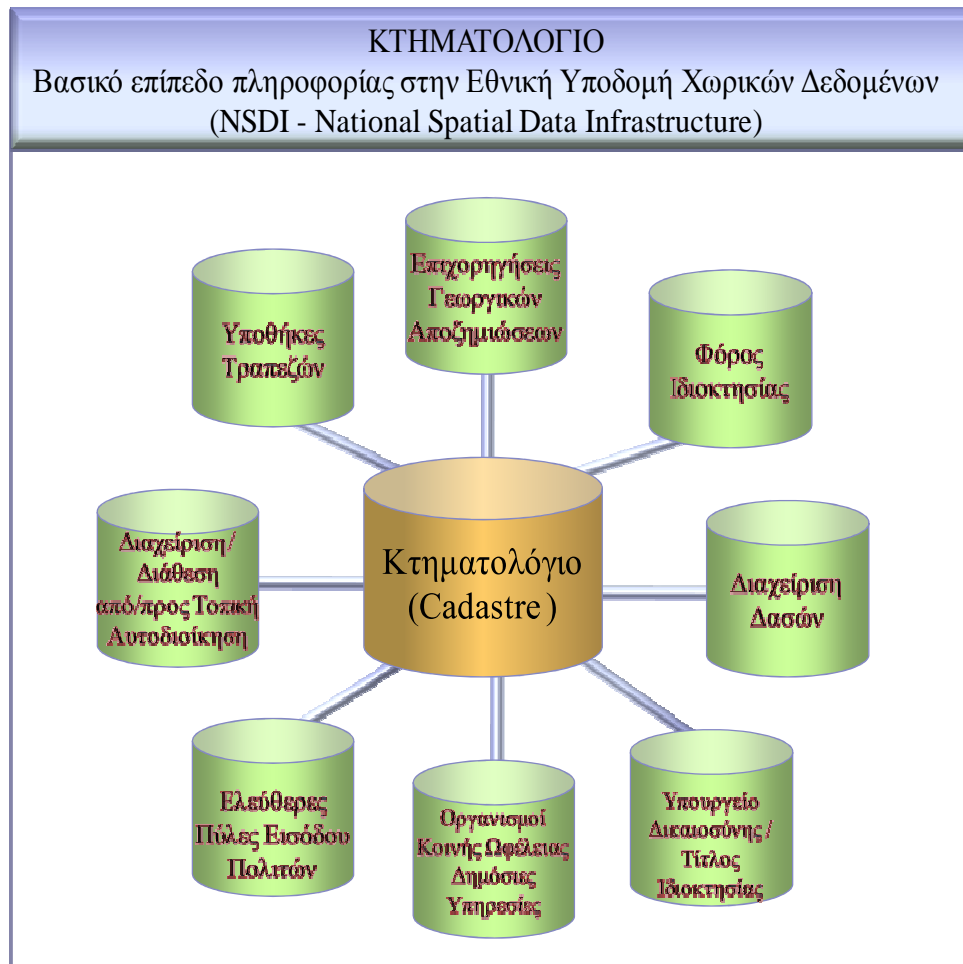 ΚΤΗΜΑΤΟΛΟΓΙΟ
Βασικό επίπεδο πληροφορίας στην Εθνική Υποδομή Χωρικών Δεδομένων
(NSDI - National Spatial Data Infrastructure)
Επιχορηγήσεις
Γεωργικών
Αποζημιώσεων
Υποθήκες
Τραπεζών
Φόρος
Ιδιοκτησίας
Κτηματολόγιο
(Cadastre)
Διαχείριση /
Διάθεση
από/προς Τοπική
Αυτοδιοίκηση
Διαχείριση
Δασών
Ελεύθερες
Πύλες Εισόδου
Πολιτών
Οργανισμοί
Κοινής Ωφέλειας
Δημόσιες
Υπηρεσίες
Υπουργείο
Δικαιοσύνης /
Τίτλος
Ιδιοκτησίας